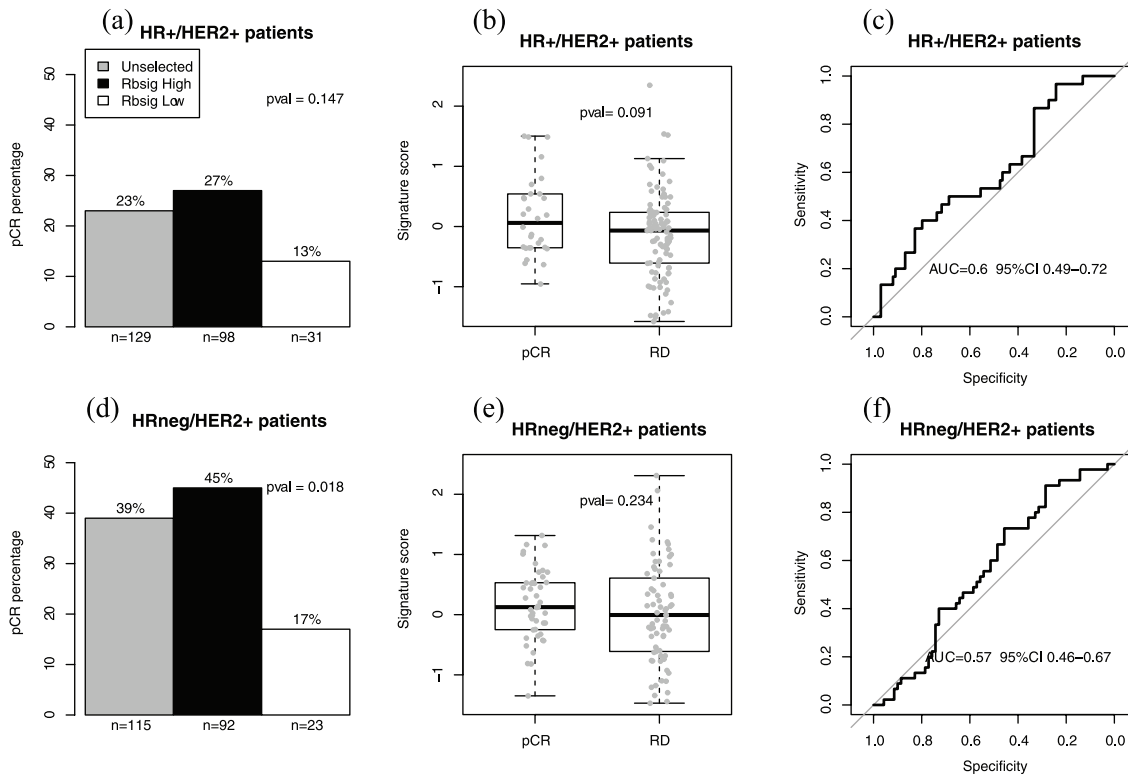 (a)
HR+/HER2+ patients
Unselected
Rbsig High
Rbsig Low
pval = 0.147
pCR percentage
0 10 20 30 40 50
23%
27%
13%
n=129 n=98 n=31
(b)
HR+/HER2+ patients
pval= 0.091
Signature score
−1 0 1 2
pCR RD
(c)
HR+/HER2+ patients
Sensitivity
0.0 0.2 0.4 0.6 0.8 1.0
AUC=0.6 95%CI 0.49−0.72
1.0 0.8 0.6 0.4 0.2 0.0
Specificity
(d)
HRneg/HER2+ patients
pval = 0.018
pCR percentage
0 10 20 30 40 50
39%
45%
17%
n=115 n=92 n=23
(e)
HRneg/HER2+ patients
pval= 0.234
Signature score
−1 0 1 2
pCR RD
(f)
HRneg/HER2+ patients
Sensitivity
0.0 0.2 0.4 0.6 0.8 1.0
AUC=0.57 95%CI 0.46−0.67
1.0 0.8 0.6 0.4 0.2 0.0
Specificity